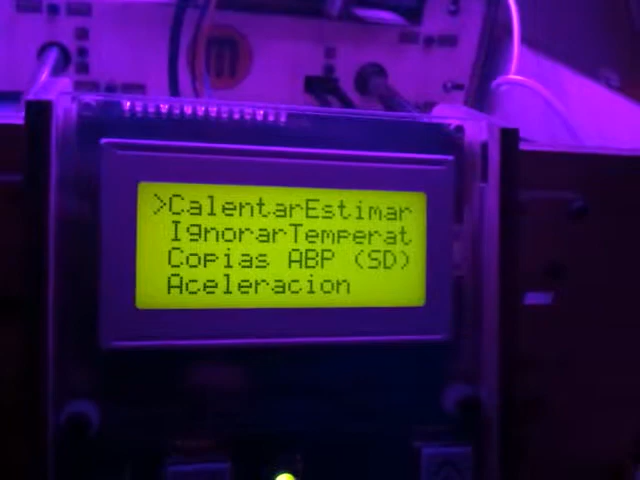 >CalentarEstimar
IgnorarTemperat
Copias ABP (SD)
Aceleracion